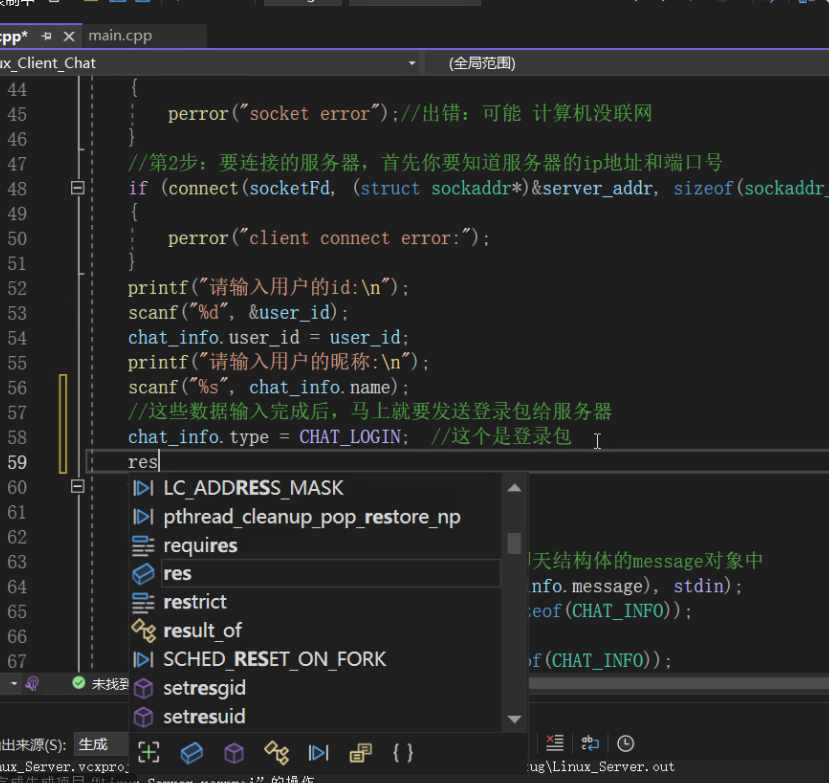 cpp*
main.cpp
ux_Client_Chat
(全局范围)
44 {
45 perror("socket error");//出错：可能 计算机没联网
46 }
47 //第2步：要连接的服务器，首先你要知道服务器的ip地址和端口号
48 if (connect(socketFd, (struct sockaddr*)&server_addr, sizeof(sockaddr_
49 {
50 perror("client connect error:");
51 }
52 printf("请输入用户的id:\n");
53 scanf("%d", &user_id);
54 chat_info.user_id = user_id;
55 printf("请输入用户的昵称:\n");
56 scanf("%s", chat_info.name);
57 //这些数据输入完成后，马上就要发送登录包给服务器
58 chat_info.type = CHAT_LOGIN; //这个是登录包
59 res
60
LC_ADDRESS_MASK
61
pthread_cleanup_pop_restore_np
62
requires
63 天结构体的message对象中
res
64 nfo.message), stdin);
restrict
65 eof(CHAT_INFO));
result_of
66
SCHED_RESET_ON_FORK
67 of(CHAT_INFO));
setresgid
未找到
setresuid
出来源(S): 生成
nux_Server.vcxpro
ug\Linux_Server.out